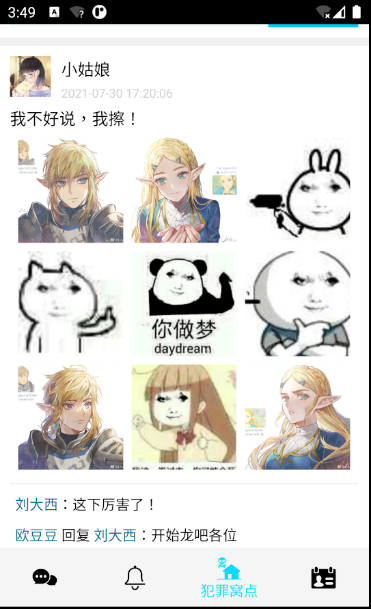 3:49
小姑娘
2021-07-30 17:20:06
我不好说，我擦！
你做梦
daydream
刘大西：这下厉害了！
欧豆豆 回复 刘大西：开始龙吧各位
犯罪窝点